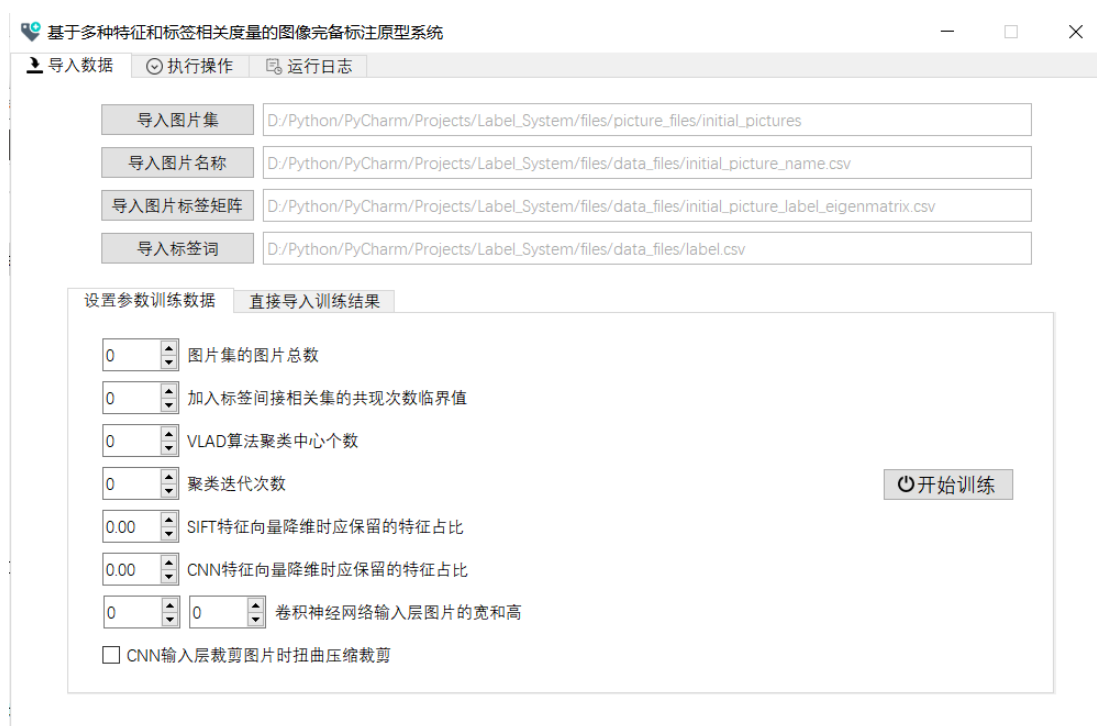 基于多种特征和标签相关度量的图像完备标注原型系统
导入数据 执行操作 运行日志
导入图片集 D:/Python/PyCharm/Projects/Label_System/files/picture_files/initial_pictures
导入图片名称 D:/Python/PyCharm/Projects/Label_System/files/data_files/initial_picture_name.csv
导入图片标签矩阵 D:/Python/PyCharm/Projects/Label_System/files/data_files/initial_picture_label_eigenmatrix.csv
导入标签词 D:/Python/PyCharm/Projects/Label_System/files/data_files/label.csv
设置参数训练数据 直接导入训练结果
0 图片集的图片总数
0 加入标签间接相关集的共现次数临界值
0 VLAD算法聚类中心个数
0 聚类迭代次数
开始训练
0.00 SIFT特征向量降维时应保留的特征占比
0.00 CNN特征向量降维时应保留的特征占比
0 0 卷积神经网络输入层图片的宽和高
CNN输入层裁剪图片时扭曲压缩裁剪